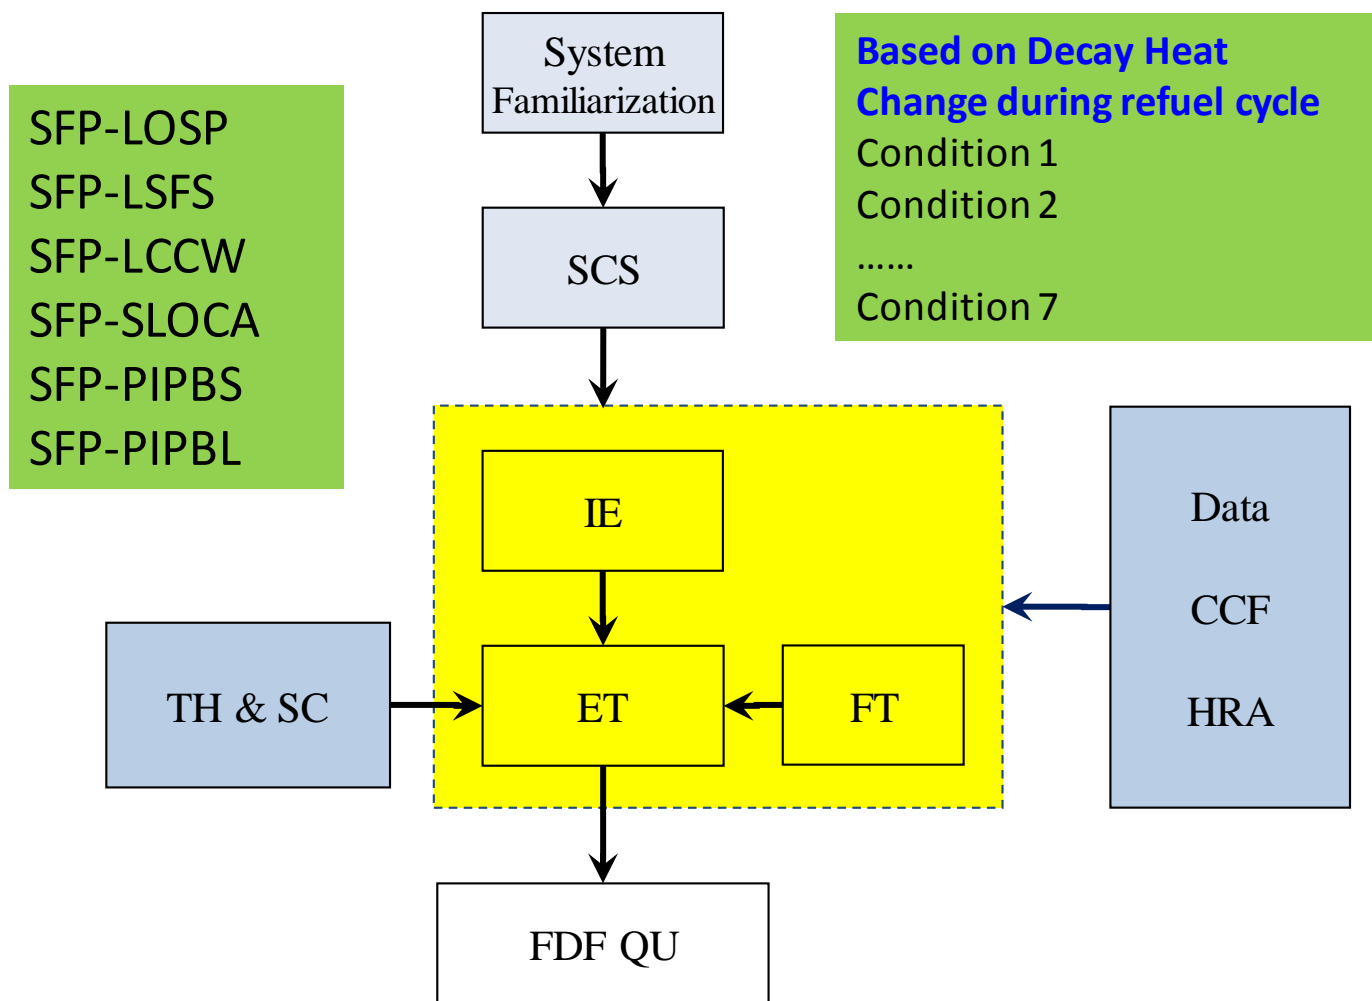 System
Familiarization
Based on Decay Heat
Change during refuel cycle
Condition 1
Condition 2
......
Condition 7
SFP-LOSP
SFP-LSFS
SFP-LCCW
SFP-SLOCA
SFP-PIPBS
SFP-PIPBL
SCS
IE
Data
CCF
HRA
TH & SC
ET
FT
FDF QU